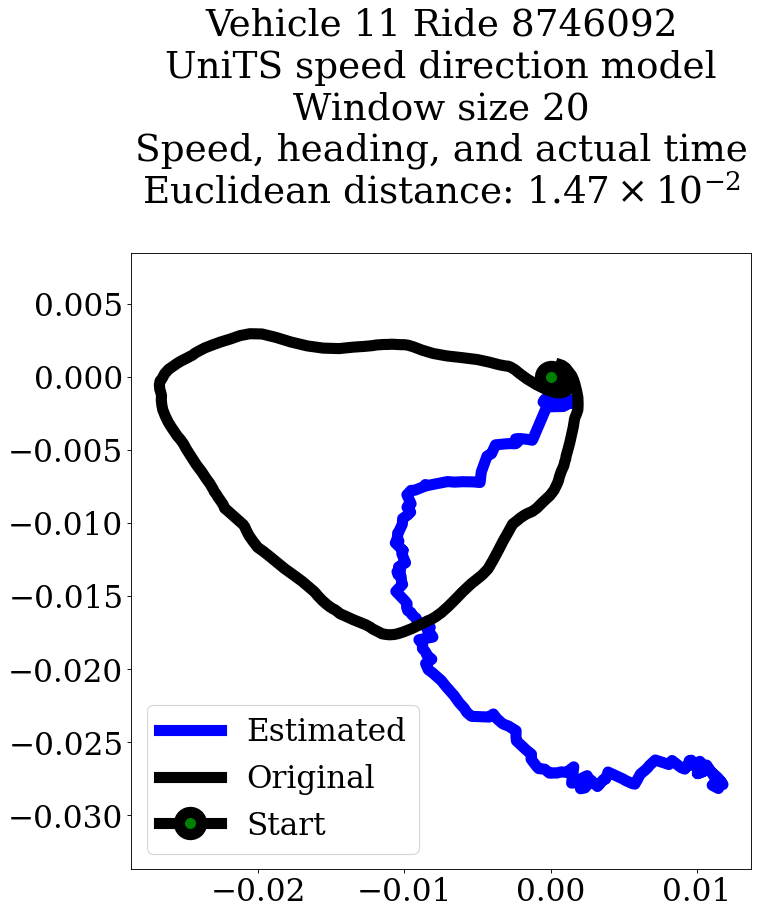 Vehicle 11 Ride 8746092
UniTS speed direction model
Window size 20
Speed, heading, and actual time
Euclidean distance: 1.47 × 10⁻²
0.005
0.000
−0.005
−0.010
−0.015
−0.020
−0.025
−0.030
Estimated
Original
Start
−0.02 −0.01 0.00 0.01